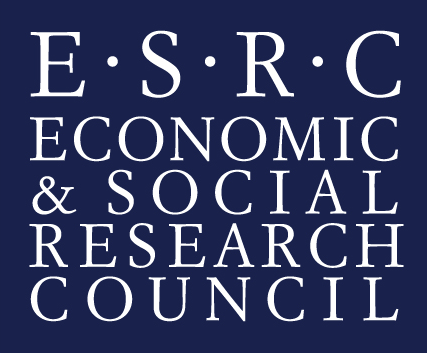 E·S·R·C
ECONOMIC
& SOCIAL
RESEARCH
COUNCIL